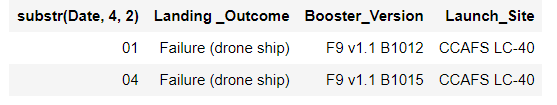 substr(Date, 4, 2) Landing _Outcome Booster_Version Launch_Site
01 Failure (drone ship) F9 v1.1 B1012 CCAFS LC-40
04 Failure (drone ship) F9 v1.1 B1015 CCAFS LC-40